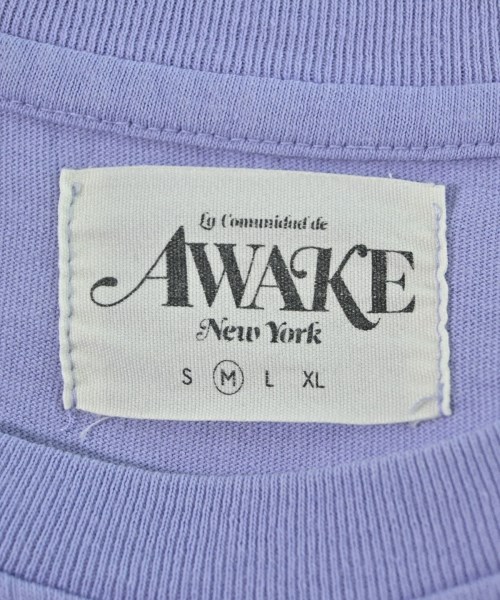 La Comunidad de
AWAKE
New York
S M L XL